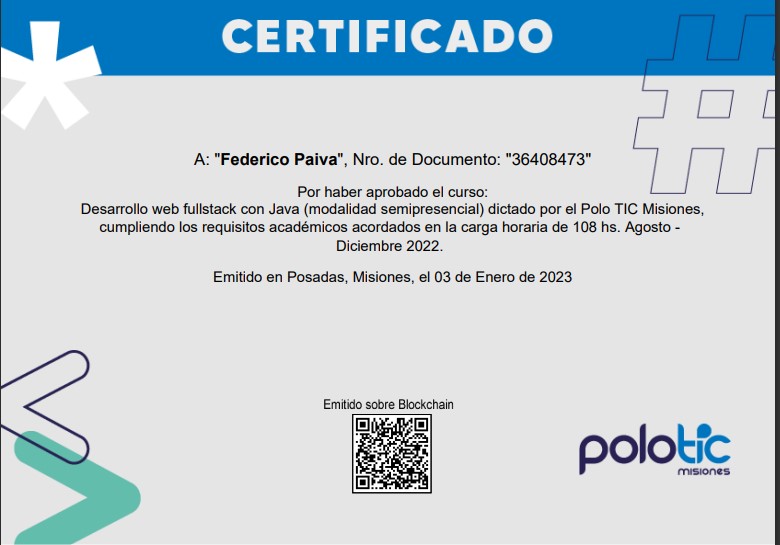 CERTIFICADO
A: "Federico Paiva", Nro. de Documento: "36408473"
Por haber aprobado el curso:
Desarrollo web fullstack con Java (modalidad semipresencial) dictado por el Polo TIC Misiones,
cumpliendo los requisitos académicos acordados en la carga horaria de 108 hs. Agosto -
Diciembre 2022.
Emitido en Posadas, Misiones, el 03 de Enero de 2023
Emitido sobre Blockchain
polotic
misiones